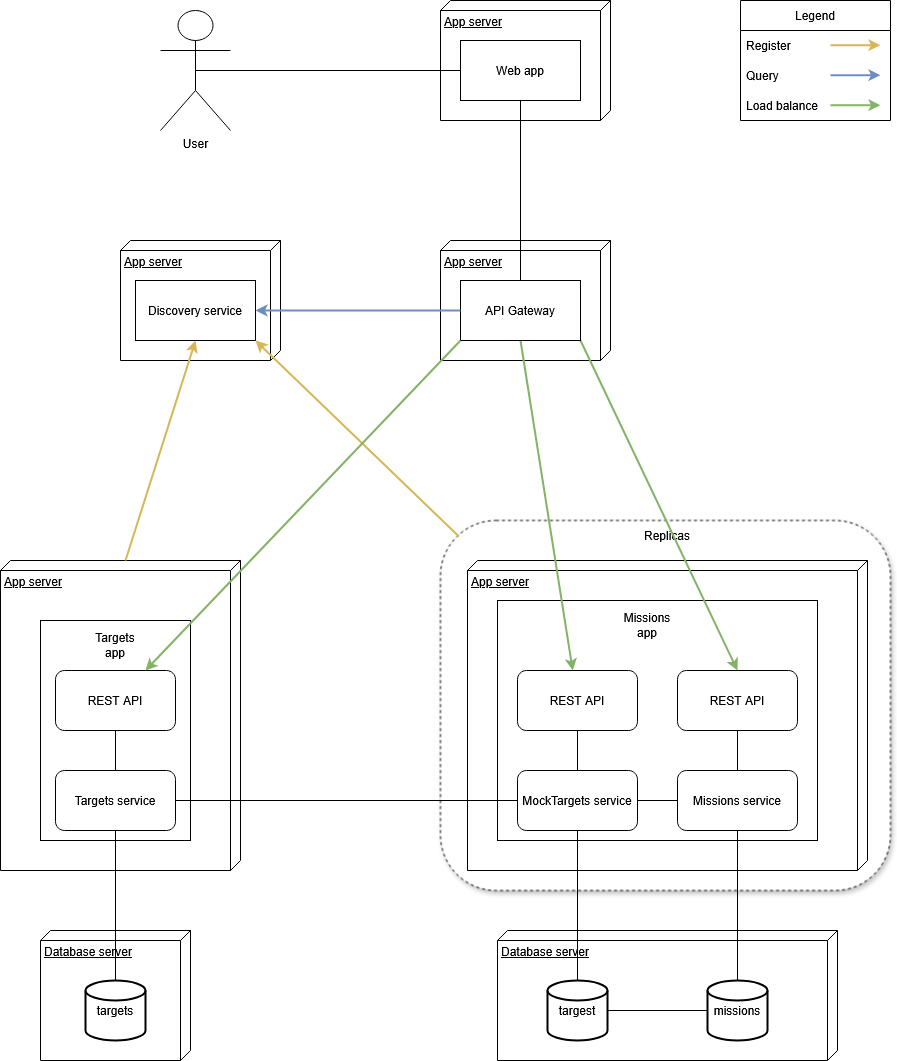 App server
Web app
User
Legend
Register
Query
Load balance
App server
Discovery service
App server
API Gateway
Replicas
App server
Targets
app
REST API
Targets service
App server
Missions
app
REST API
REST API
MockTargets service
Missions service
Database server
targets
Database server
targest
missions